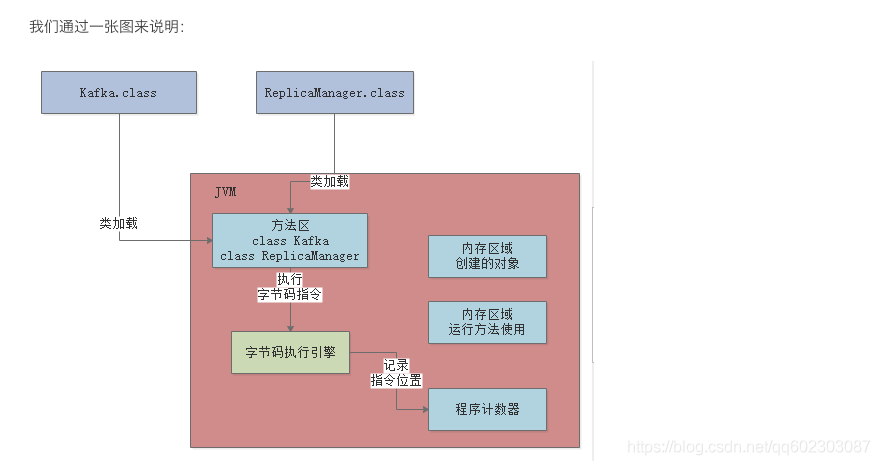 我们通过一张图来说明：
Kafka.class
ReplicaManager.class
JVM
类加载
类加载
方法区
class Kafka
class ReplicaManager
内存区域
创建的对象
执行
字节码指令
内存区域
运行方法使用
字节码执行引擎
记录
指令位置
程序计数器
https://blog.csdn.net/qq602303087